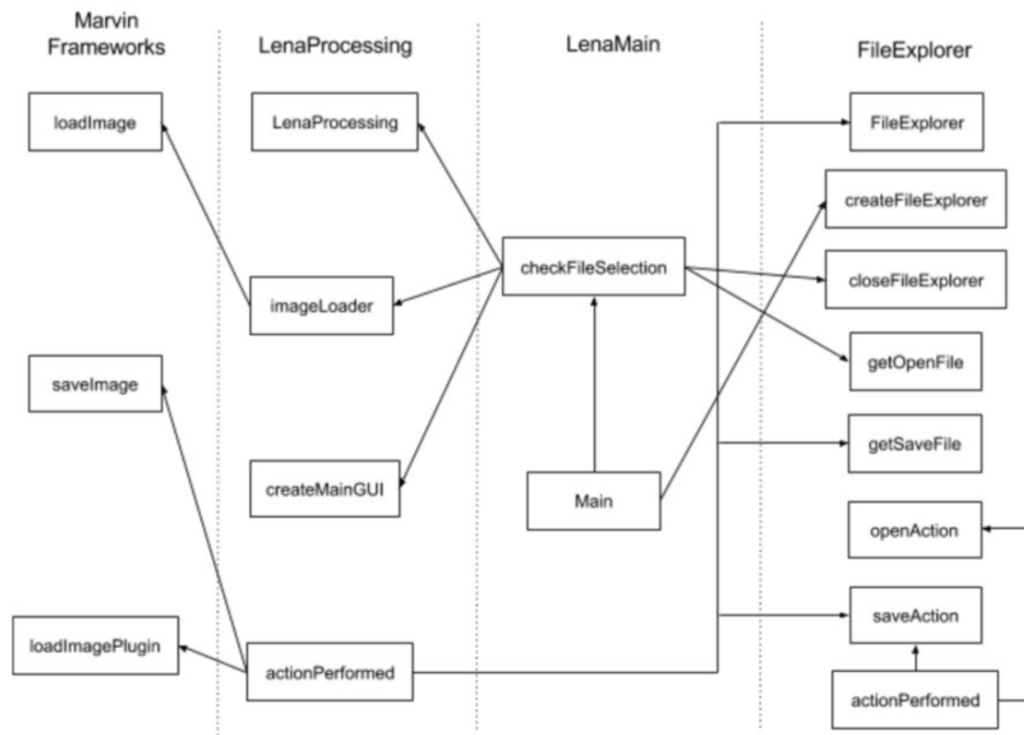 Marvin
Frameworks
LenaProcessing
LenaMain
FileExplorer
loadImage
LenaProcessing
FileExplorer
createFileExplorer
checkFileSelection
closeFileExplorer
imageLoader
getOpenFile
saveImage
getSaveFile
createMainGUI
Main
openAction
saveAction
loadImagePlugin
actionPerformed
actionPerformed